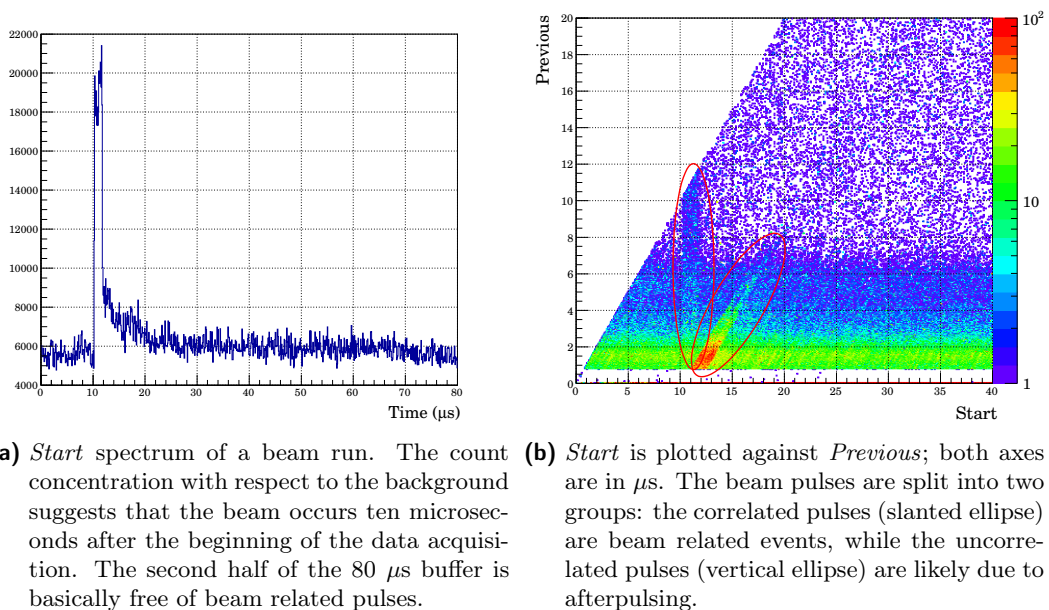 22000
20000
18000
16000
14000
12000
10000
8000
6000
4000
0 10 20 30 40 50 60 70 80
Time (μs)
Previous
20
18
16
14
12
10
8
6
4
2
0
0 5 10 15 20 25 30 35 40
Start
10²
10
1
a) Start spectrum of a beam run. The count
concentration with respect to the background
suggests that the beam occurs ten microsec-
onds after the beginning of the data acquisi-
tion. The second half of the 80 μs buffer is
basically free of beam related pulses.
(b) Start is plotted against Previous; both axes
are in μs. The beam pulses are split into two
groups: the correlated pulses (slanted ellipse)
are beam related events, while the uncorre-
lated pulses (vertical ellipse) are likely due to
afterpulsing.